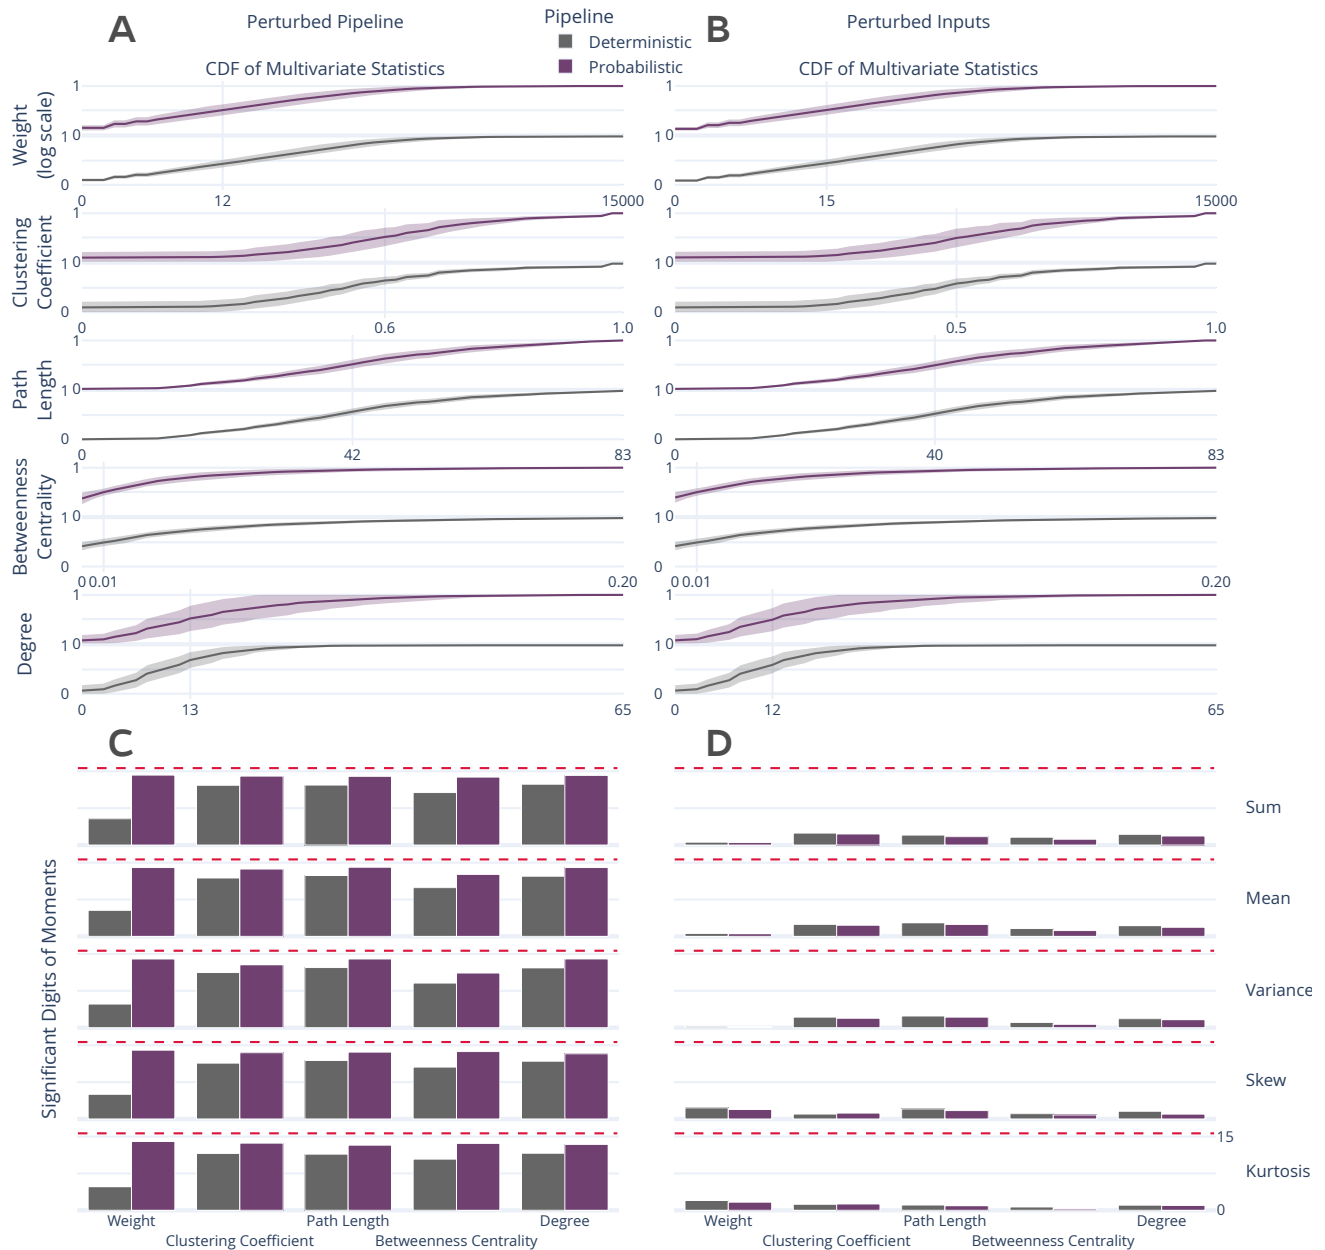 A
Perturbed Pipeline
Pipeline
Deterministic
Probabilistic
B
Perturbed Inputs
CDF of Multivariate Statistics
CDF of Multivariate Statistics
Weight
(log scale)
1
1 0
0
0
12
15000
1
1 0
0
0
15
15000
Clustering
Coefficient
1
1 0
0
0
0.6
1.0
1
1 0
0
0
0.5
1.0
Path
Length
1
1 0
0
0
42
83
1
1 0
0
0
40
83
Betweenness
Centrality
1
1 0
0
0
0.01
0.20
1
1 0
0
0
0.01
0.20
Degree
1
1 0
0
0
13
65
1
1 0
0
0
12
65
C
D
Significant Digits of Moments
Sum
Mean
Variance
Skew
15
Kurtosis
0
Weight
Path Length
Degree
Clustering Coefficient
Betweenness Centrality
Weight
Path Length
Degree
Clustering Coefficient
Betweenness Centrality